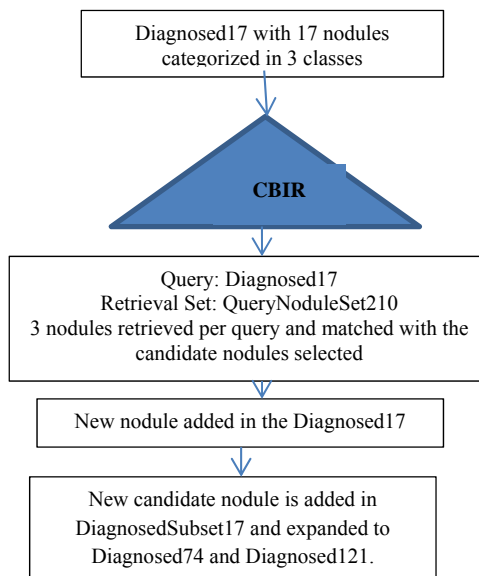 Diagnosed17 with 17 nodules
categorized in 3 classes
CBIR
Query: Diagnosed17
Retrieval Set: QueryNoduleSet210
3 nodules retrieved per query and matched with the
candidate nodules selected
New nodule added in the Diagnosed17
New candidate nodule is added in
DiagnosedSubset17 and expanded to
Diagnosed74 and Diagnosed121.